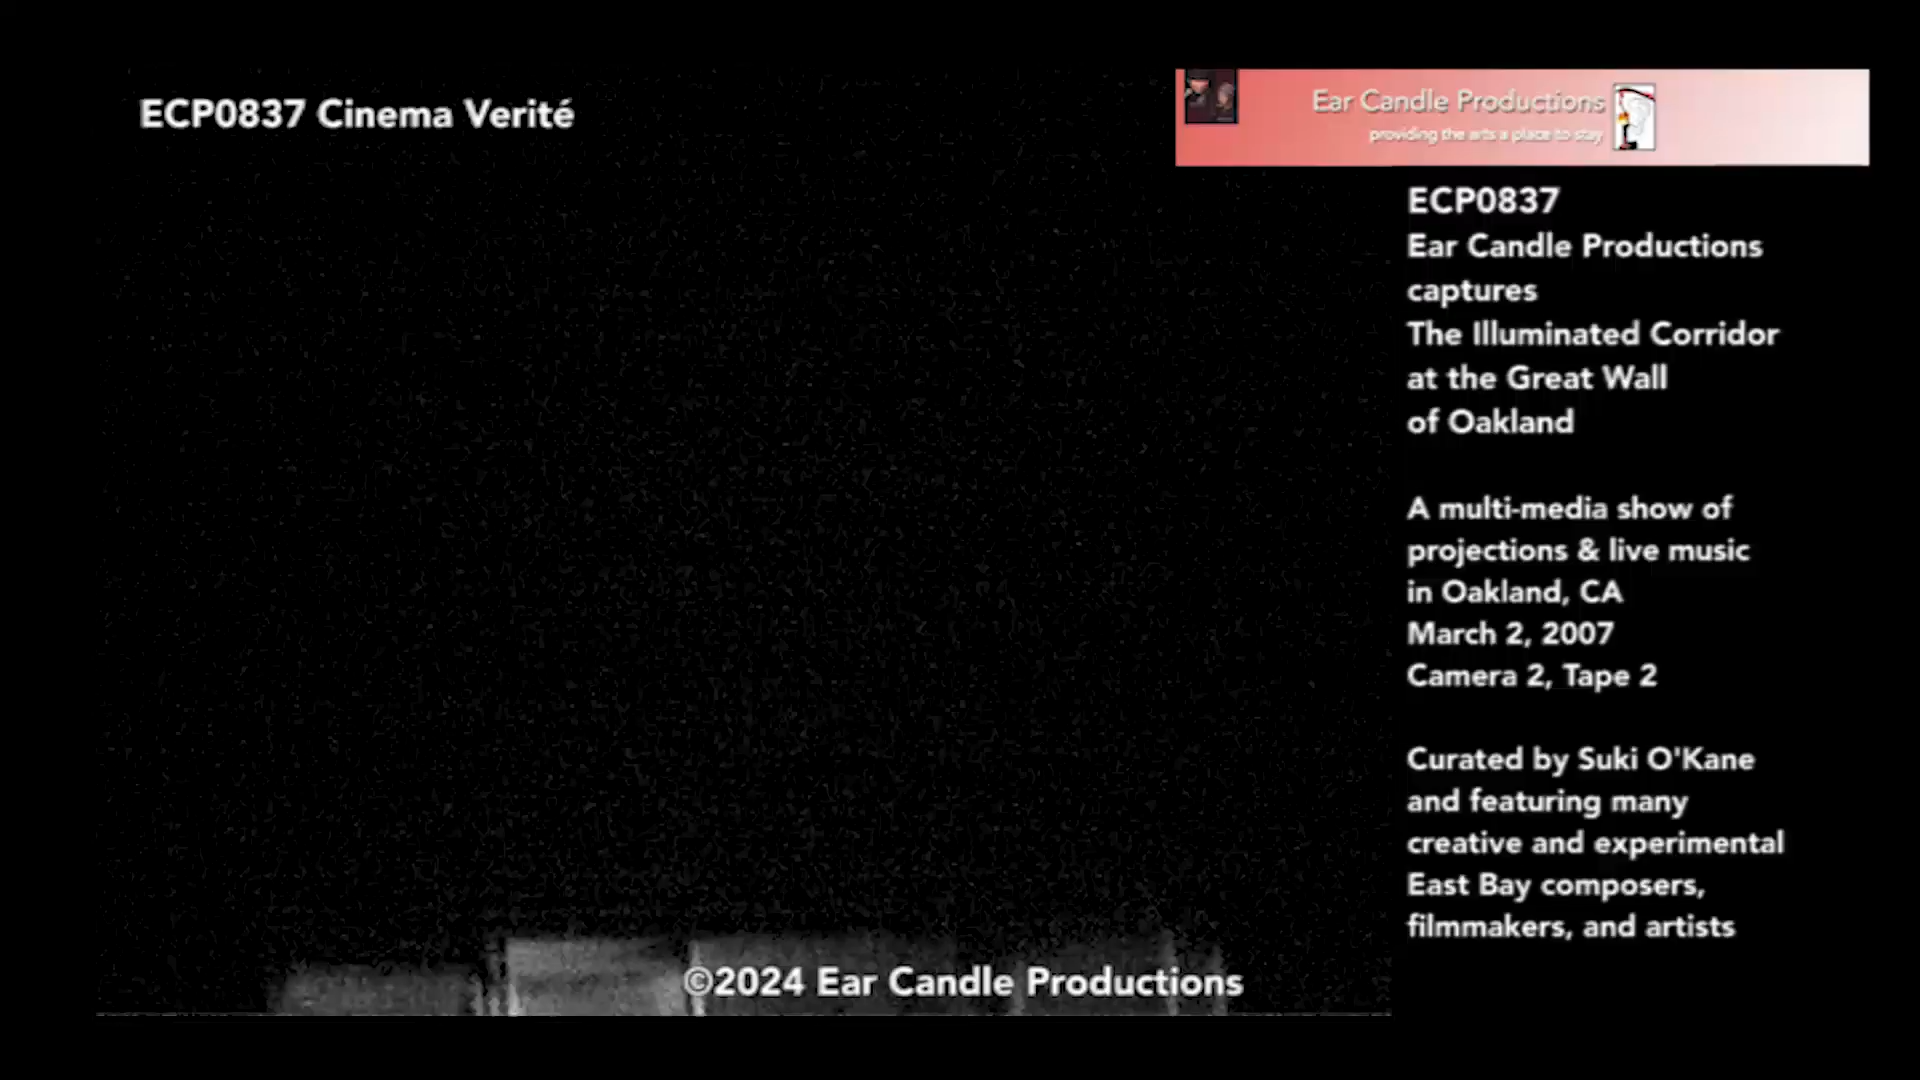 ECP0837 Cinema Verité
Ear Candle Productions
providing the arts a place to stay
ECP0837
Ear Candle Productions
captures
The Illuminated Corridor
at the Great Wall
of Oakland
A multi-media show of
projections & live music
in Oakland, CA
March 2, 2007
Camera 2, Tape 2
Curated by Suki O'Kane
and featuring many
creative and experimental
East Bay composers,
filmmakers, and artists
©2024 Ear Candle Productions